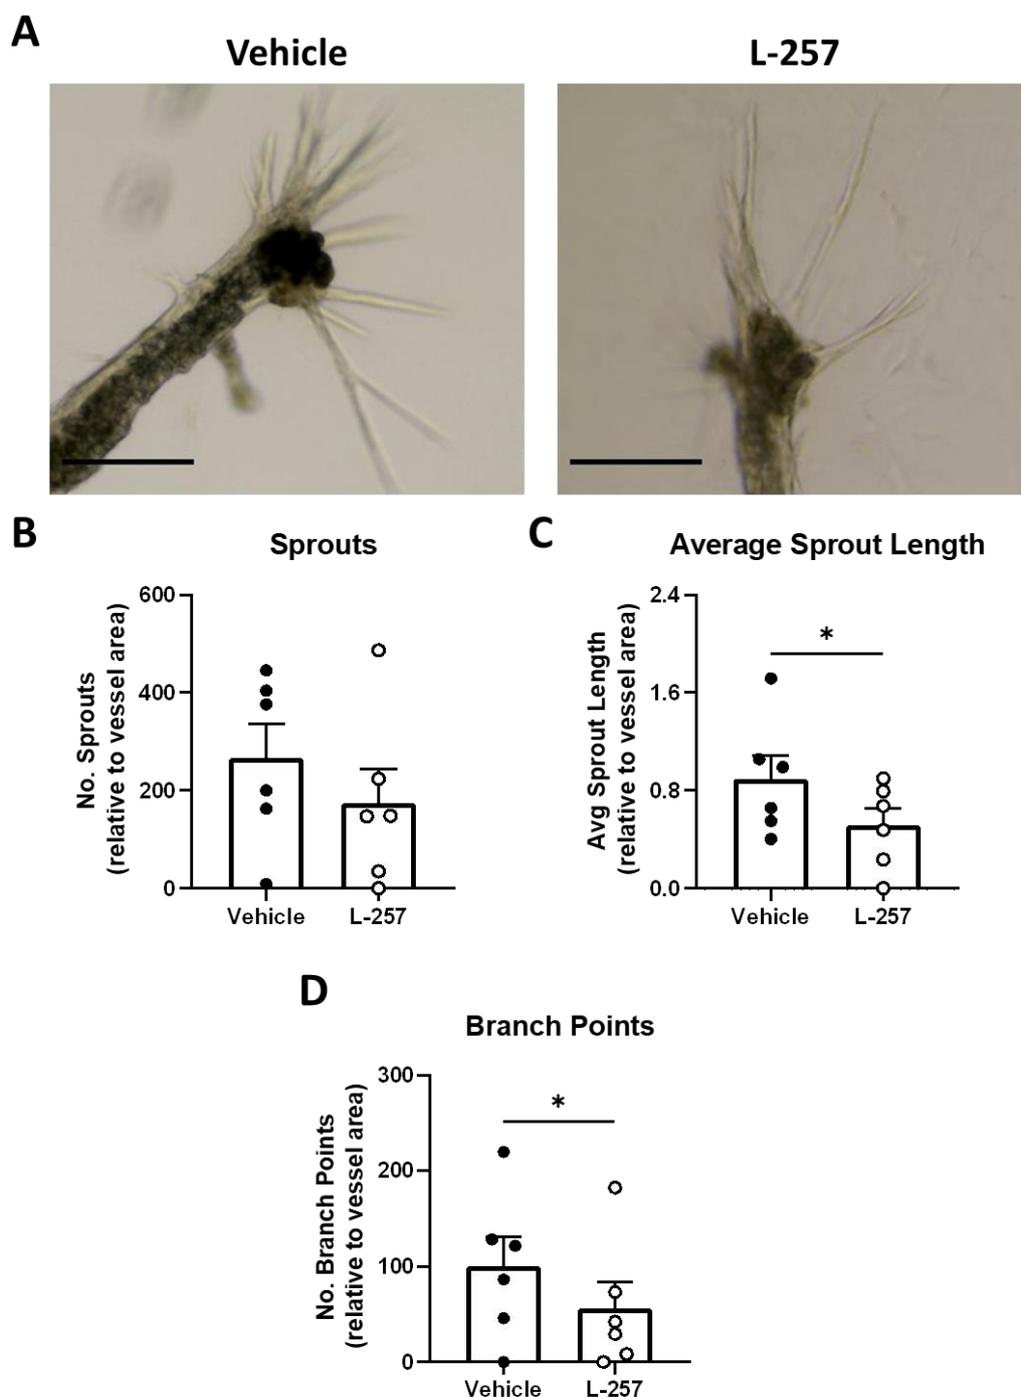 A
Vehicle L-257
B
Sprouts
No. Sprouts
(relative to vessel area)
600
400
200
0
Vehicle L-257
C
Average Sprout Length
Avg Sprout Length
(relative to vessel area)
2.4
*
1.6
0.8
0.0
Vehicle L-257
D
Branch Points
No. Branch Points
(relative to vessel area)
300
*
200
100
0
Vehicle L-257